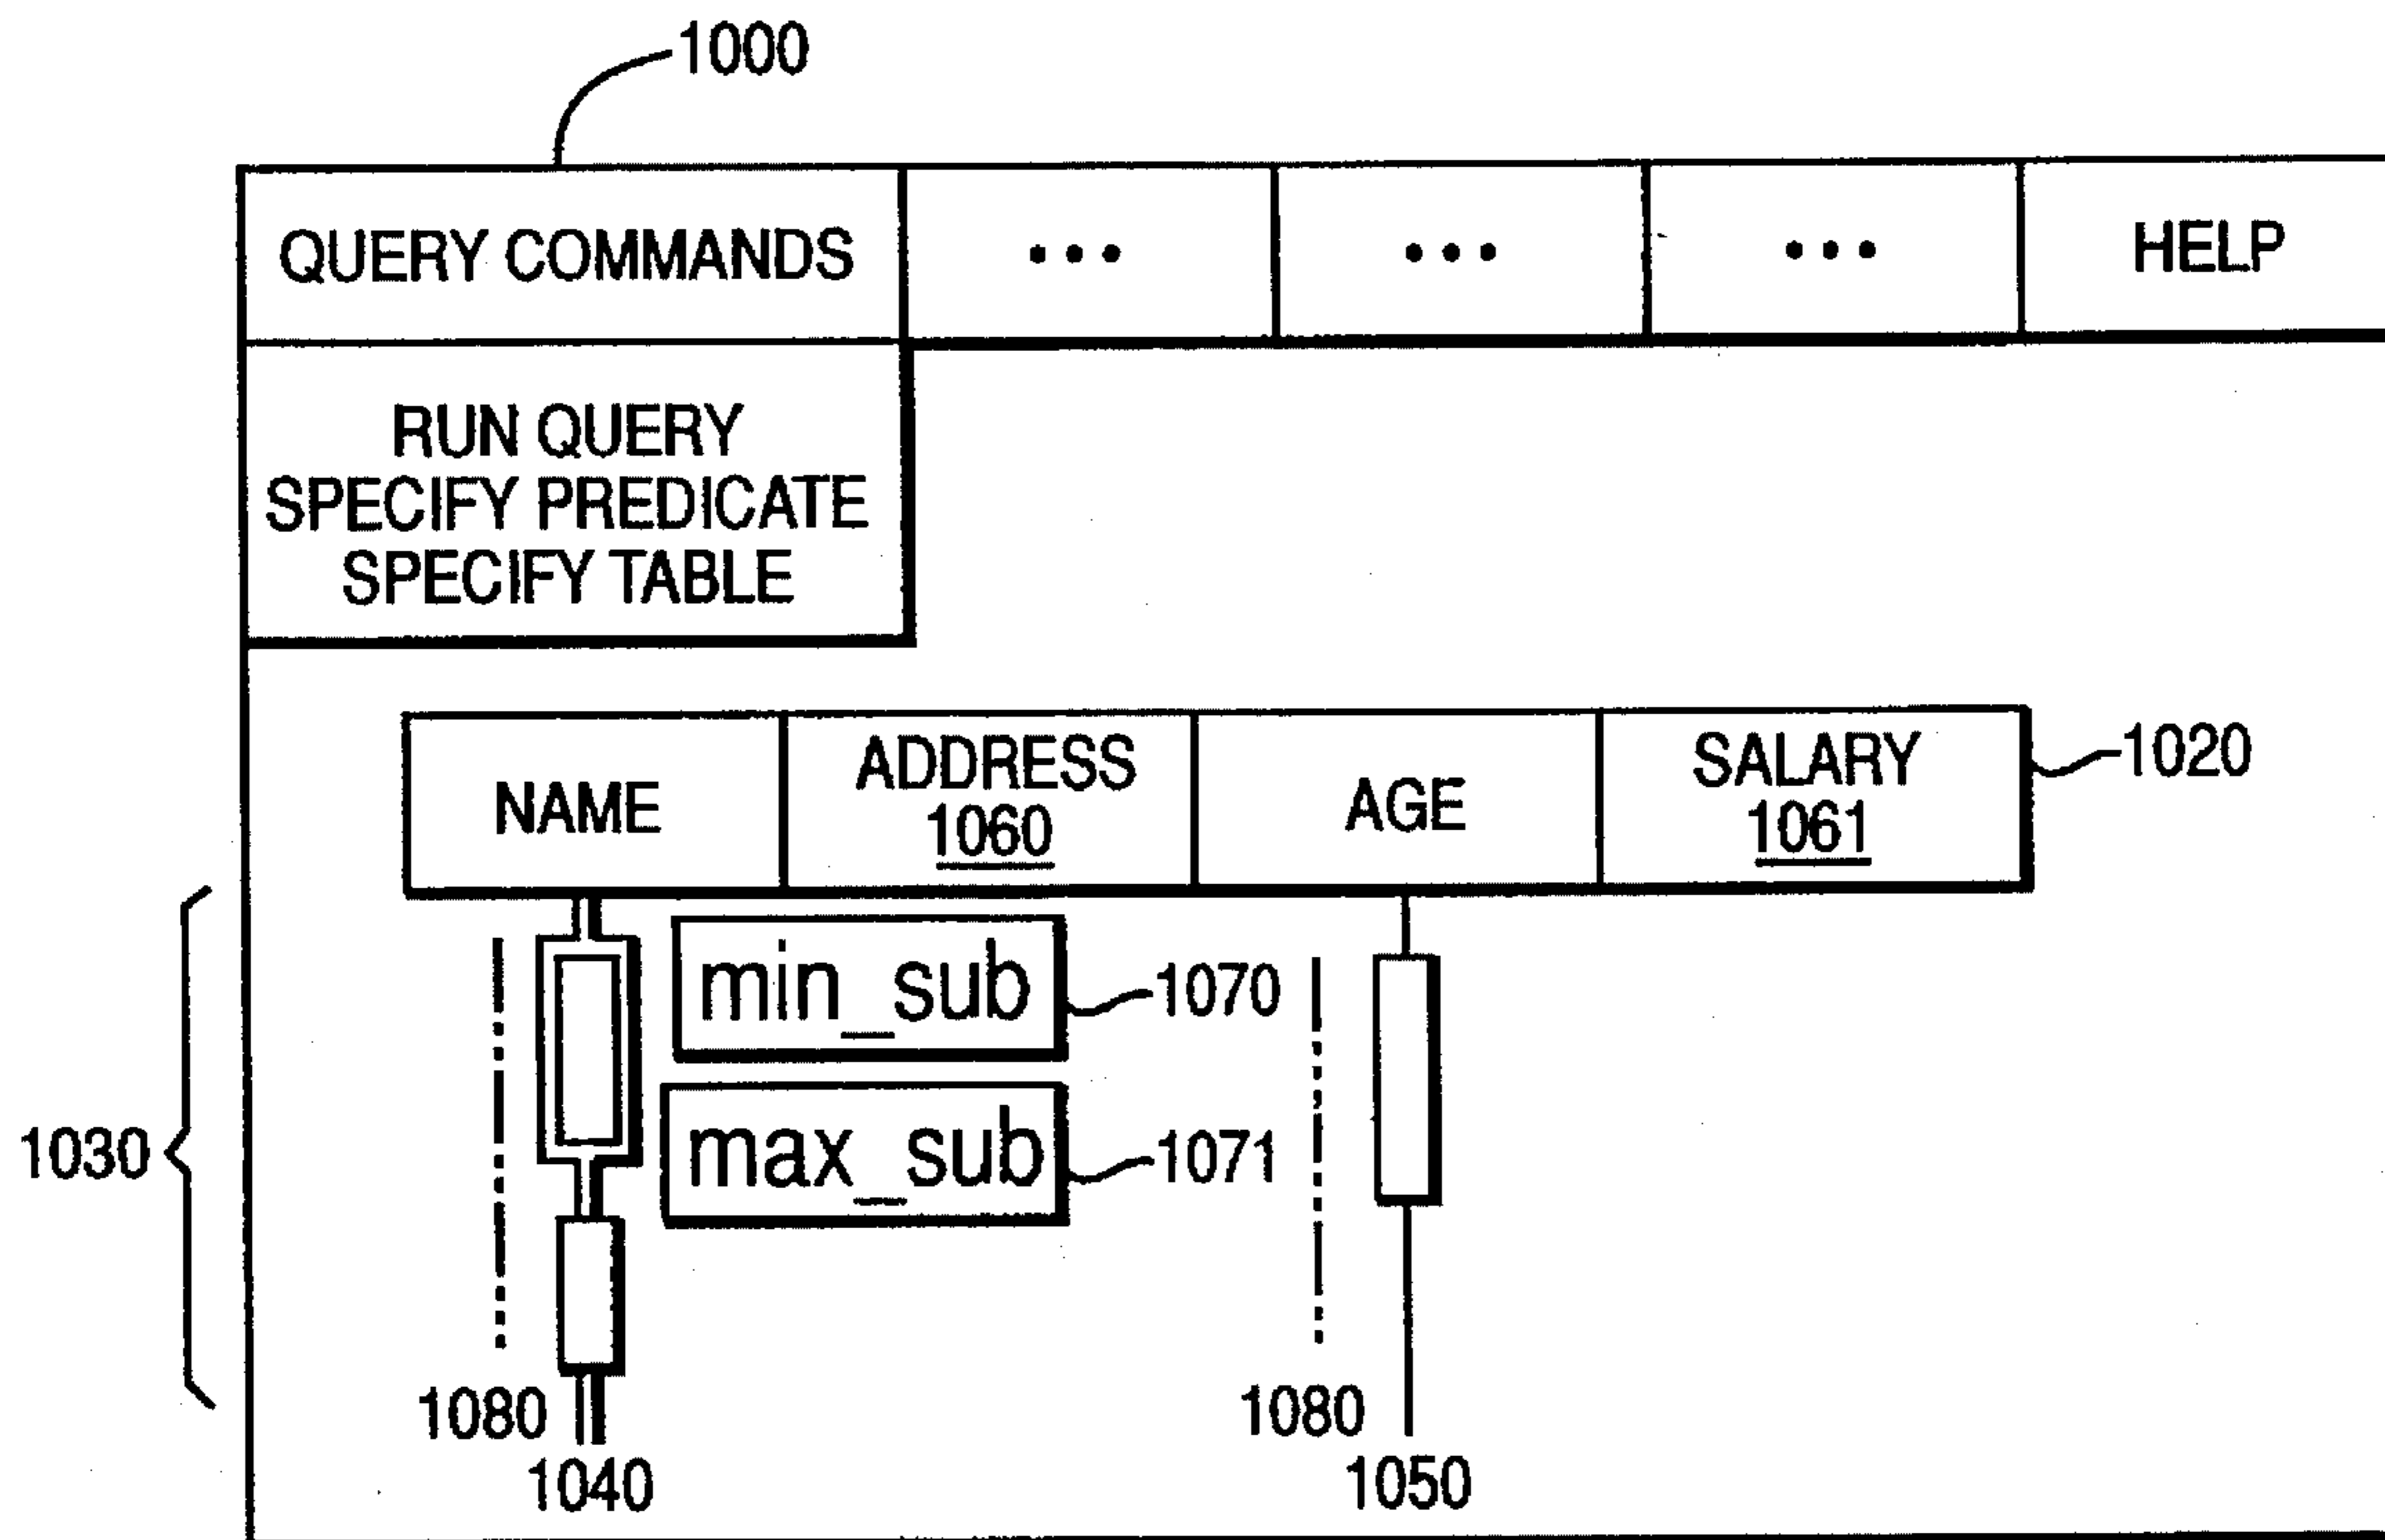 1000
QUERY COMMANDS ••• ••• ••• HELP
RUN QUERY
SPECIFY PREDICATE
SPECIFY TABLE
NAME ADDRESS 1060 AGE SALARY 1061 1020
min_sub 1070
1030 max_sub 1071
1080 1080
1040 1050